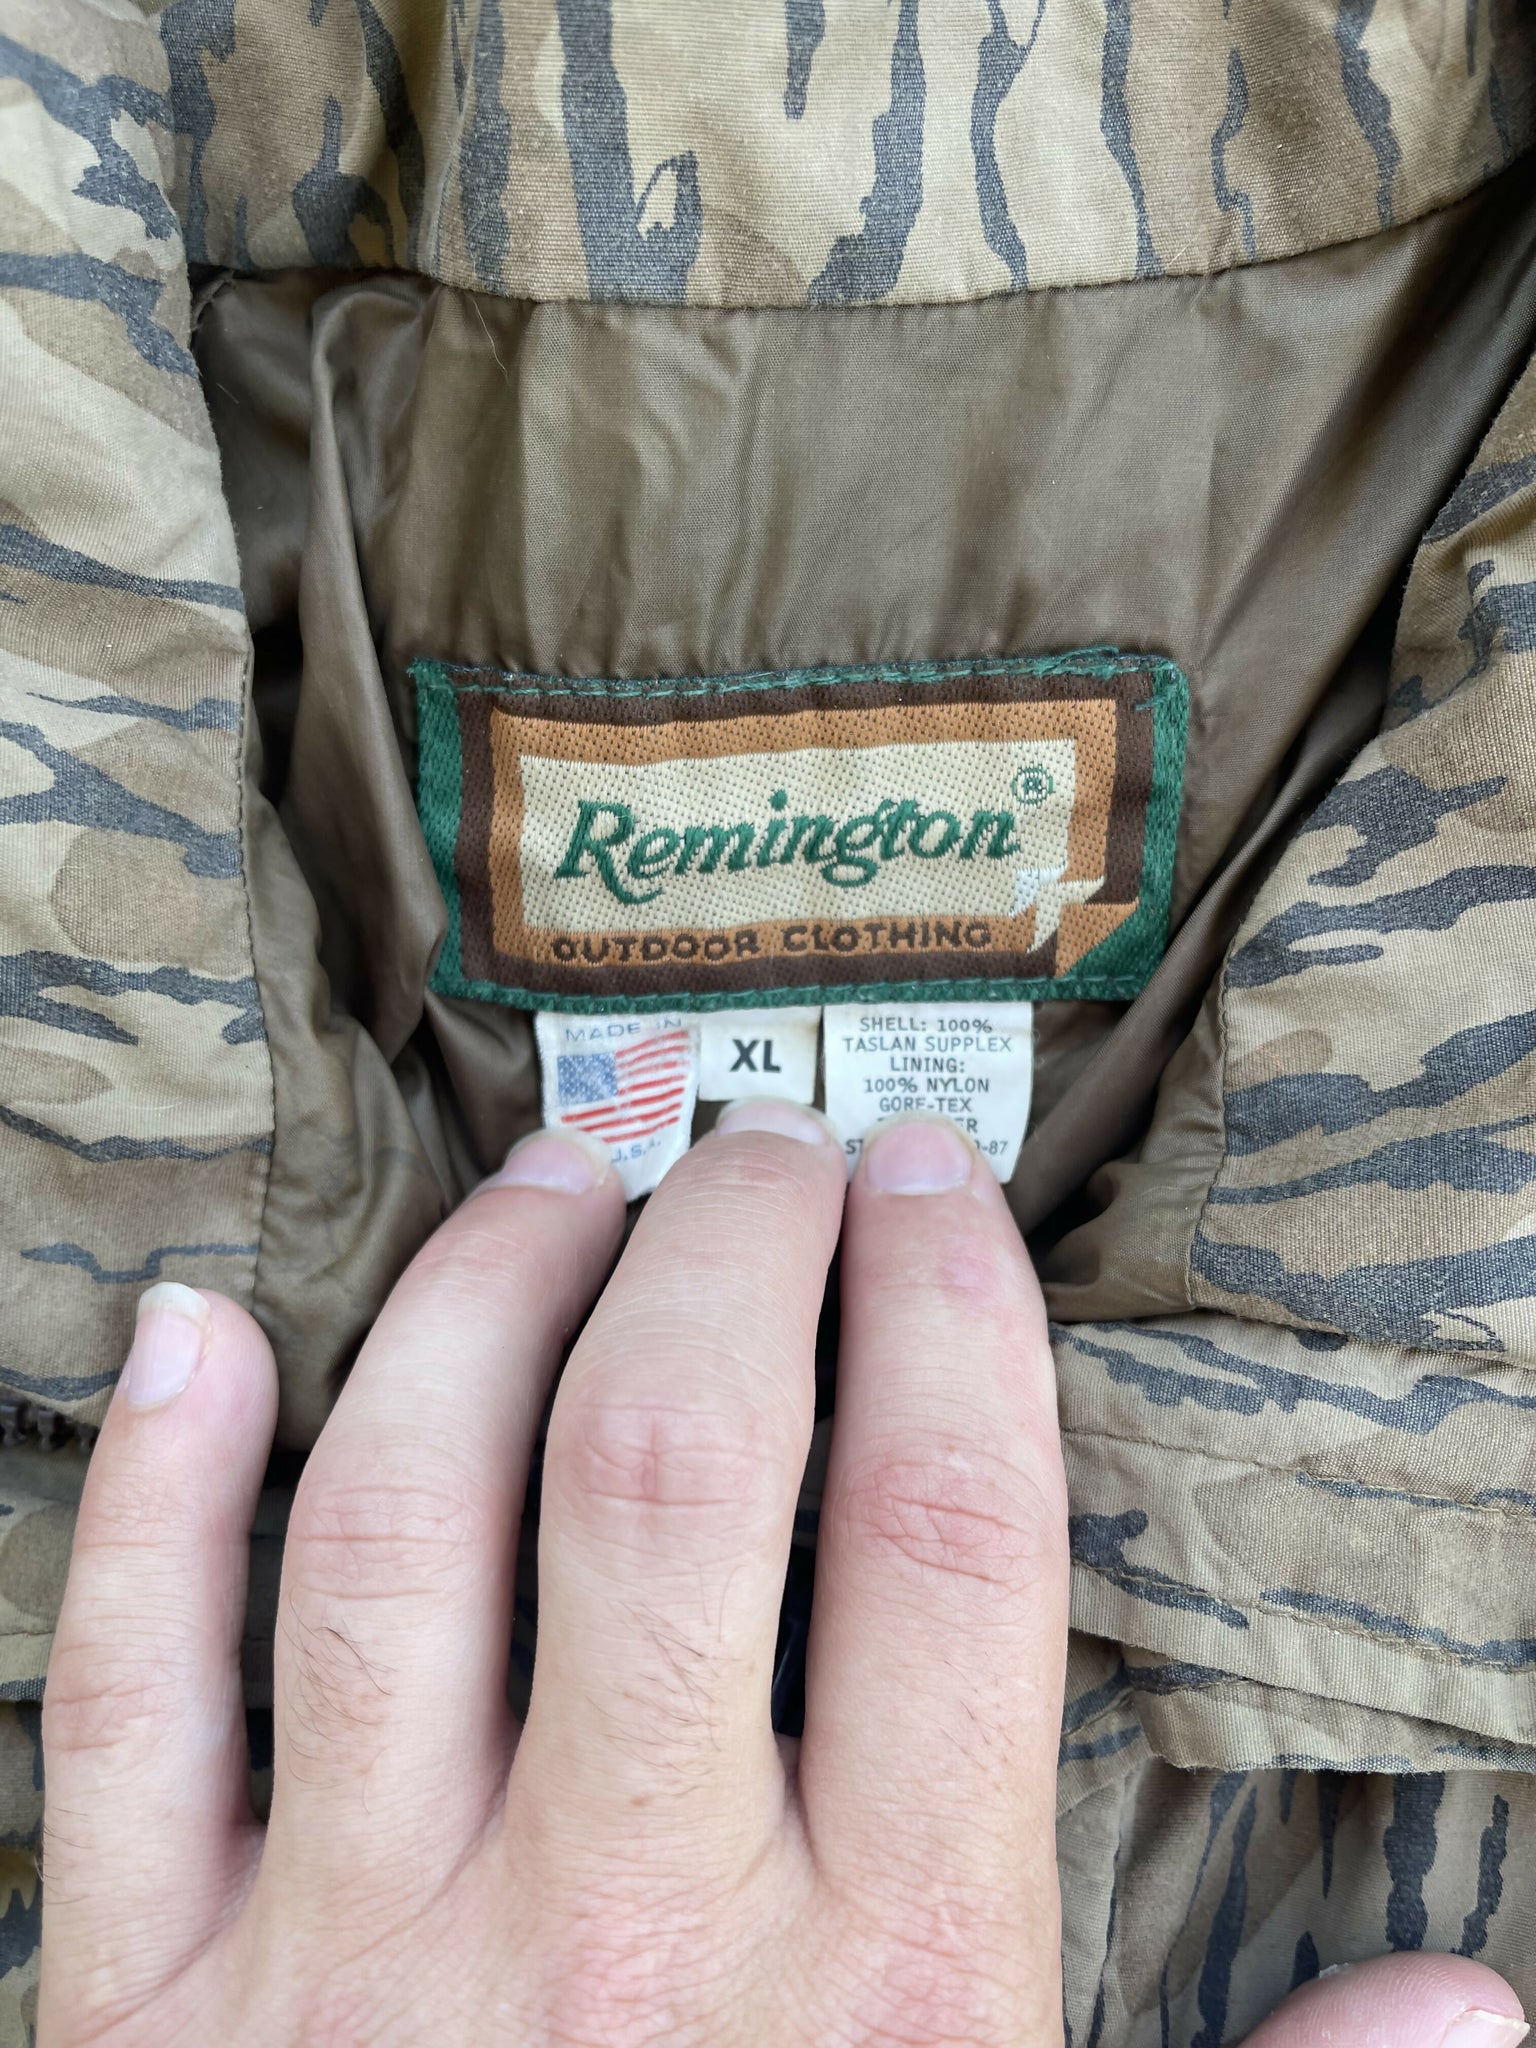 Remington®
OUTDOOR CLOTHING
MADE IN
U.S.A.
XL
SHELL: 100%
TASLAN SUPPLEX
LINING:
100% NYLON
GORE-TEX